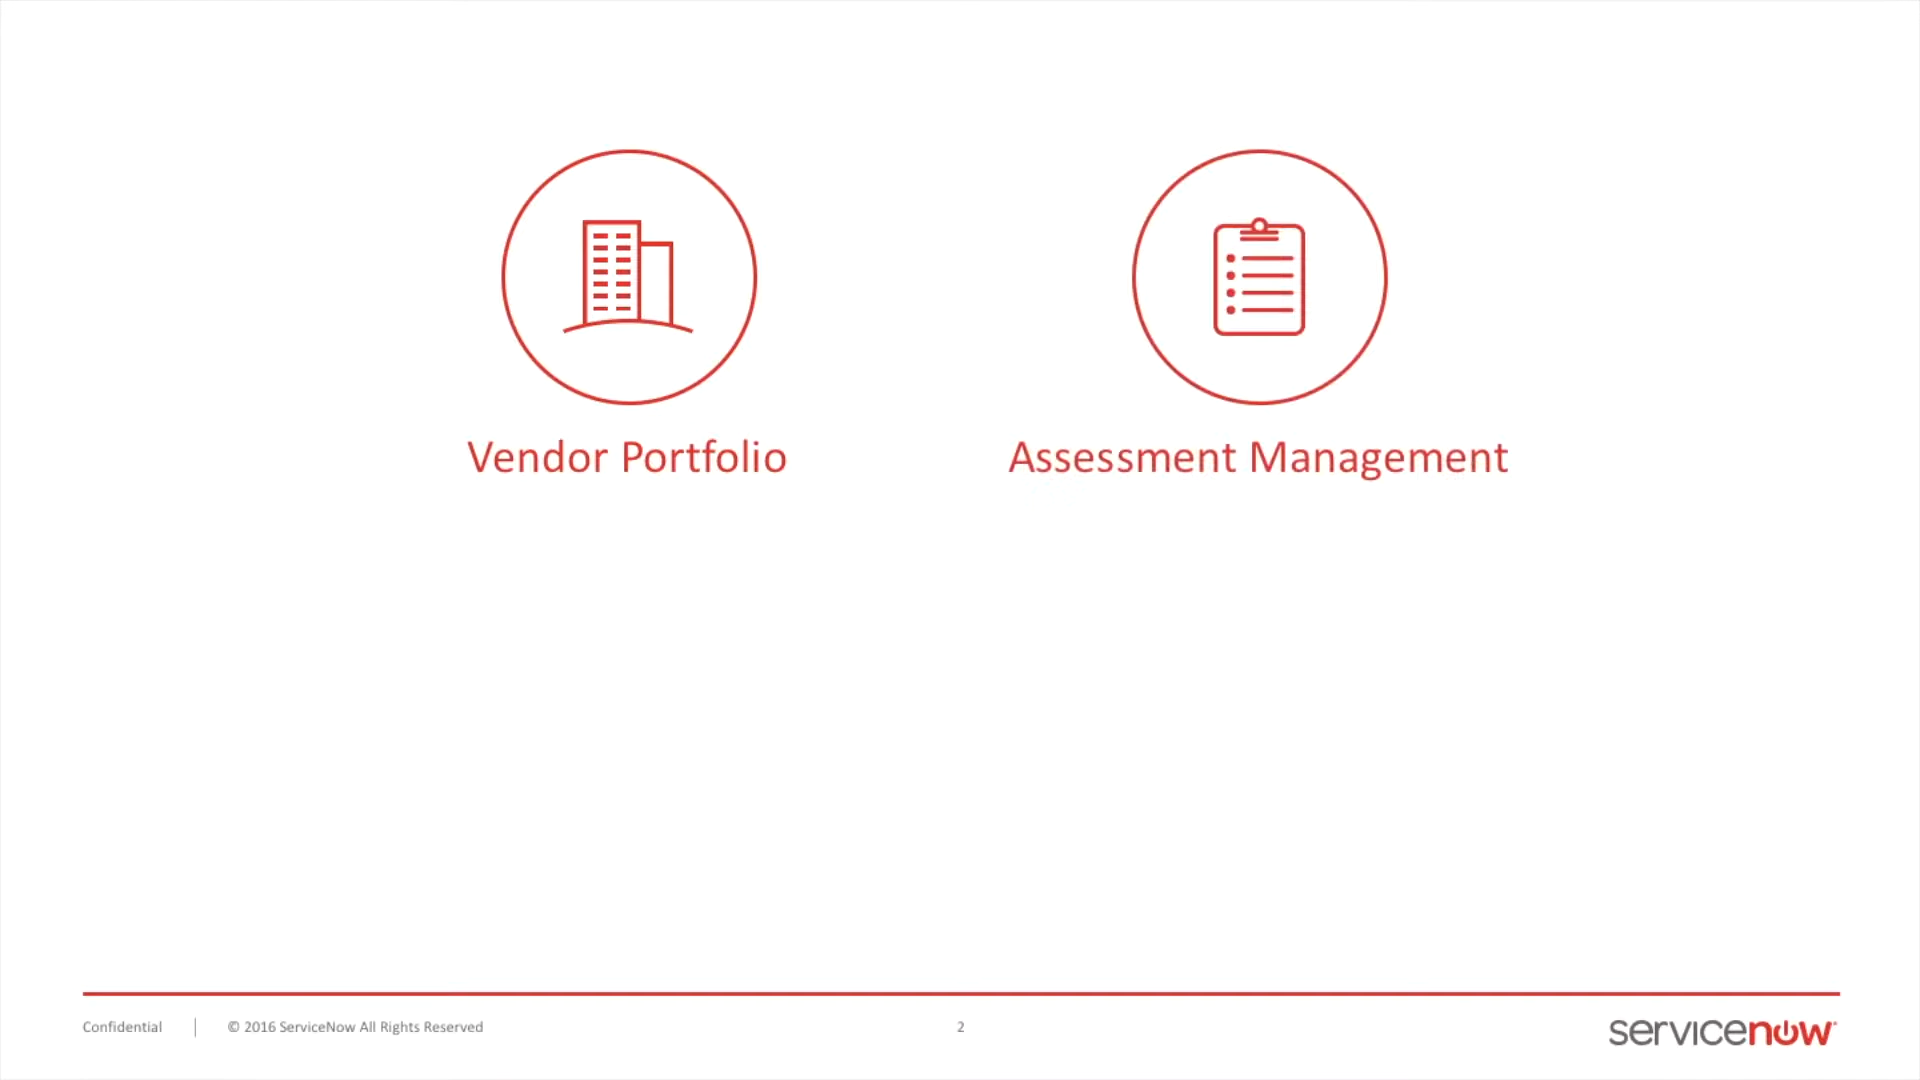 Vendor Portfolio
Assessment Management
Confidential
© 2016 ServiceNow All Rights Reserved
2
servicenow